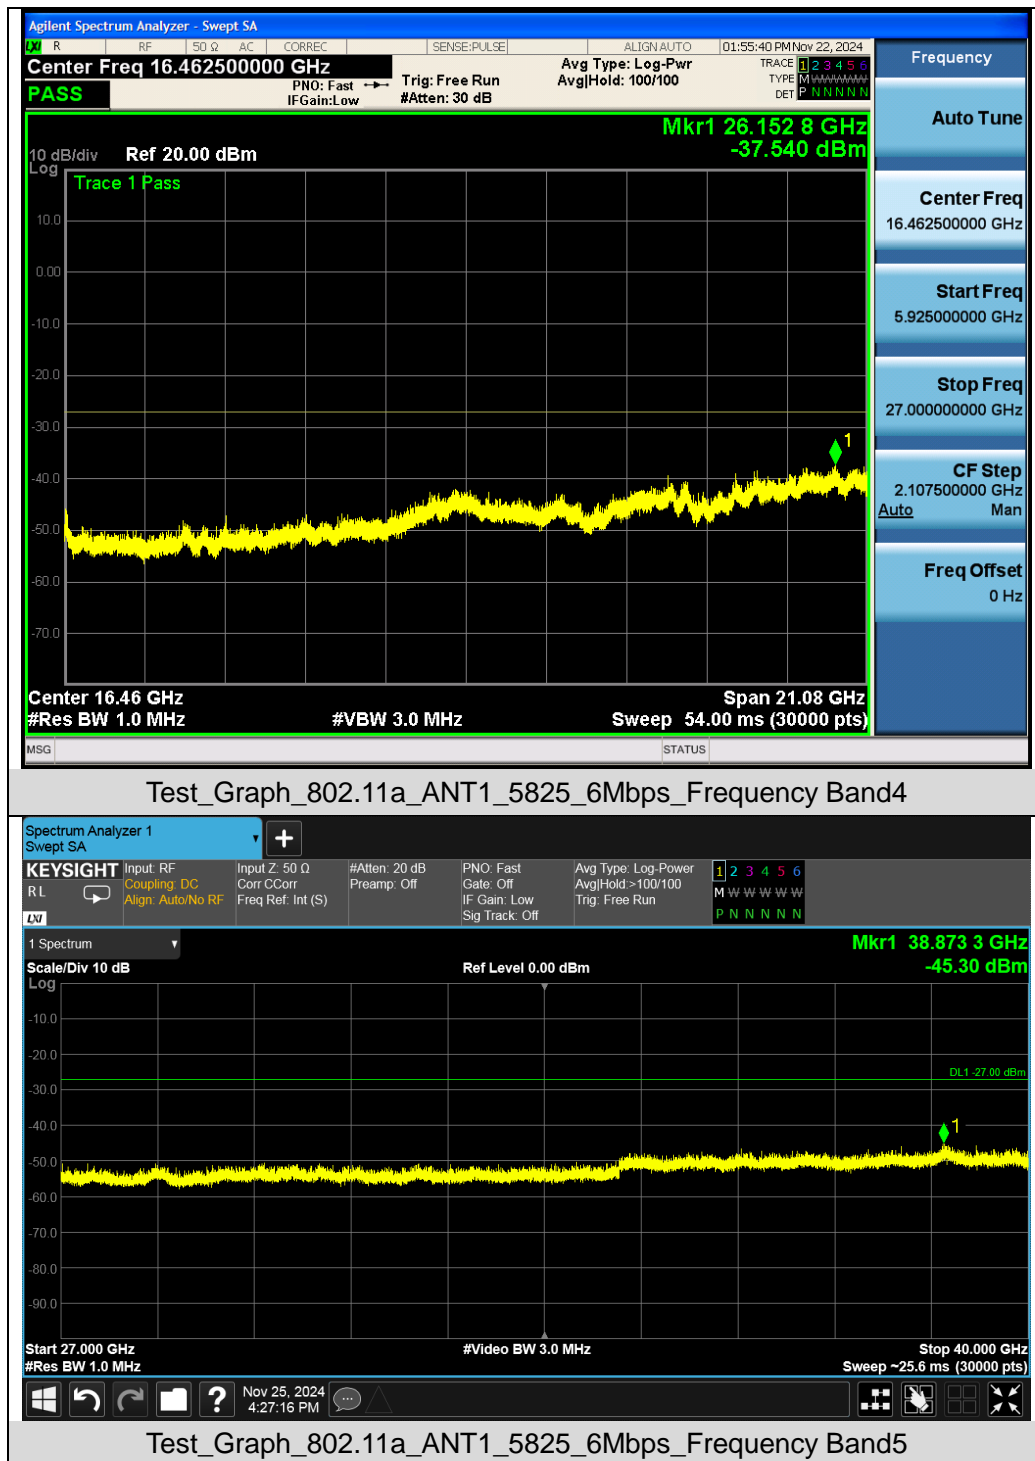 Agilent Spectrum Analyzer - Swept SA
LXI R RF 50 Ω AC CORREC SENSE:PULSE ALIGN AUTO 01:55:40 PM Nov 22, 2024
Center Freq 16.462500000 GHz
PASS
PNO: Fast
IFGain:Low
Trig: Free Run
#Atten: 30 dB
Avg Type: Log-Pwr
Avg|Hold: 100/100
TRACE 1 2 3 4 5 6
TYPE M W W W W W
DET P N N N N N
Mkr1 26.152 8 GHz
-37.540 dBm
10 dB/div Ref 20.00 dBm
Log
Trace 1 Pass
10.0
0.00
-10.0
-20.0
-30.0
-40.0
-50.0
-60.0
-70.0
1
Center 16.46 GHz Span 21.08 GHz
#Res BW 1.0 MHz #VBW 3.0 MHz Sweep 54.00 ms (30000 pts)
MSG STATUS
Frequency
Auto Tune
Center Freq
16.462500000 GHz
Start Freq
5.925000000 GHz
Stop Freq
27.000000000 GHz
CF Step
2.107500000 GHz
Auto Man
Freq Offset
0 Hz
Test_Graph_802.11a_ANT1_5825_6Mbps_Frequency Band4
Spectrum Analyzer 1
Swept SA
+
KEYSIGHT
RL
LXI
Input: RF
Coupling: DC
Align: Auto/No RF
Input Z: 50 Ω
Corr CCorr
Freq Ref: Int (S)
#Atten: 20 dB
Preamp: Off
PNO: Fast
Gate: Off
IF Gain: Low
Sig Track: Off
Avg Type: Log-Power
Avg|Hold:>100/100
Trig: Free Run
1 2 3 4 5 6
M W W W W W
P N N N N N
1 Spectrum
Mkr1 38.873 3 GHz
Scale/Div 10 dB Ref Level 0.00 dBm -45.30 dBm
Log
-10.0
-20.0
-30.0
-40.0
-50.0
-60.0
-70.0
-80.0
-90.0
DL1 -27.00 dBm
1
Start 27.000 GHz #Video BW 3.0 MHz Stop 40.000 GHz
#Res BW 1.0 MHz Sweep ~25.6 ms (30000 pts)
?
Nov 25, 2024
4:27:16 PM
Test_Graph_802.11a_ANT1_5825_6Mbps_Frequency Band5